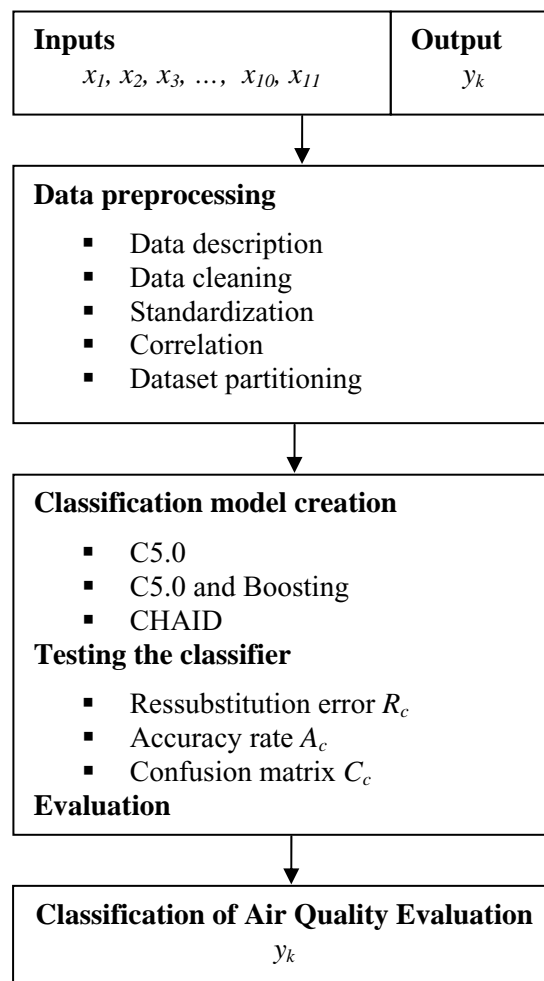 Inputs
x1, x2, x3, ..., x10, x11
Output
yk
Data preprocessing
▪ Data description
▪ Data cleaning
▪ Standardization
▪ Correlation
▪ Dataset partitioning
Classification model creation
▪ C5.0
▪ C5.0 and Boosting
▪ CHAID
Testing the classifier
▪ Ressubstitution error Rc
▪ Accuracy rate Ac
▪ Confusion matrix Cc
Evaluation
Classification of Air Quality Evaluation
yk